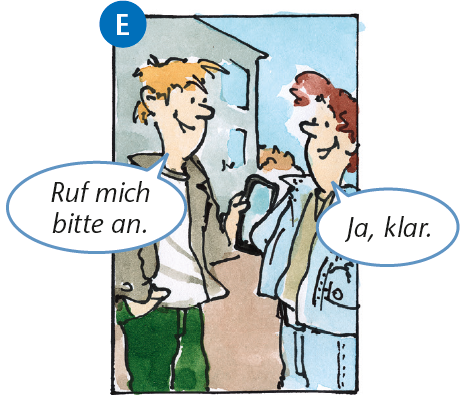 E
Ruf mich
bitte an.
Ja, klar.